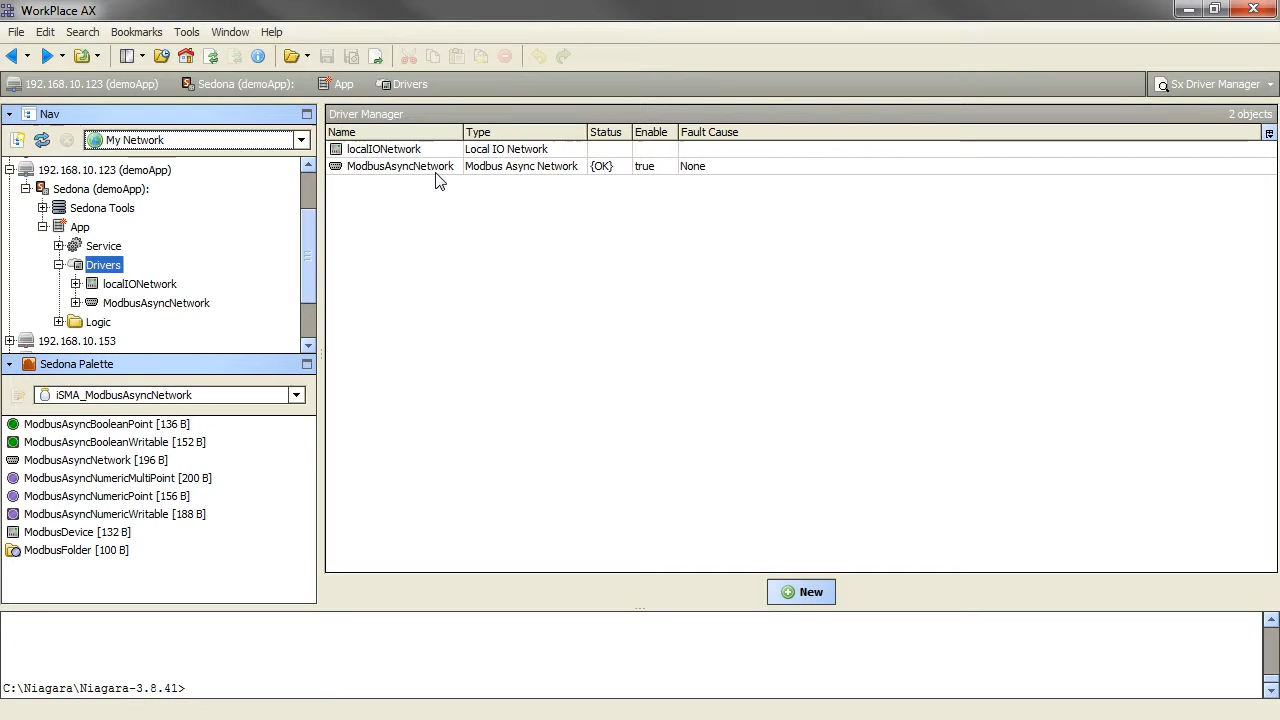 WorkPlace AX
File Edit Search Bookmarks Tools Window Help
192.168.10.123 (demoApp) Sedona (demoApp): App Drivers Sx Driver Manager
Nav
My Network
192.168.10.123 (demoApp)
Sedona (demoApp):
Sedona Tools
App
Service
Drivers
localIONetwork
ModbusAsyncNetwork
Logic
192.168.10.153
Sedona Palette
iSMA_ModbusAsyncNetwork
ModbusAsyncBooleanPoint [136 B]
ModbusAsyncBooleanWritable [152 B]
ModbusAsyncNetwork [196 B]
ModbusAsyncNumericMultiPoint [200 B]
ModbusAsyncNumericPoint [156 B]
ModbusAsyncNumericWritable [188 B]
ModbusDevice [132 B]
ModbusFolder [100 B]
Driver Manager 2 objects
Name Type Status Enable Fault Cause
localIONetwork Local IO Network
ModbusAsyncNetwork Modbus Async Network {OK} true None
New
C:\Niagara\Niagara-3.8.41>